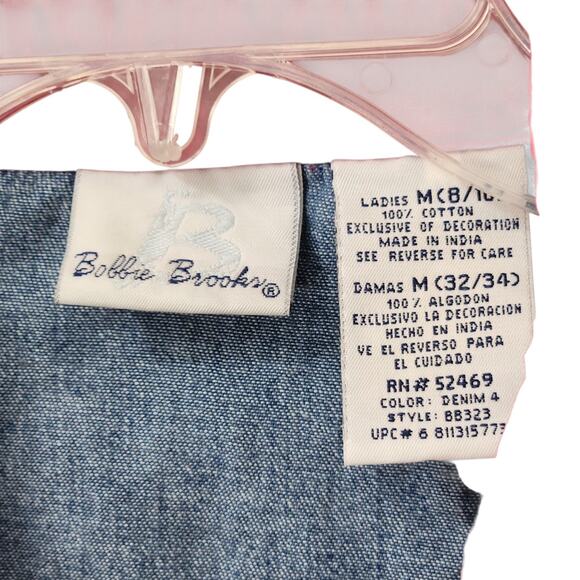 B
Bobbie Brooks®
LADIES M(8/10)
100% COTTON
EXCLUSIVE OF DECORATION
MADE IN INDIA
SEE REVERSE FOR CARE
DAMAS M (32/34)
100% ALGODON
EXCLUSIVO LA DECORACION
HECHO EN INDIA
VE EL REVERSO PARA
EL CUIDADO
RN# 52469
COLOR: DENIM 4
STYLE: BB323
UPC# 6 811315773